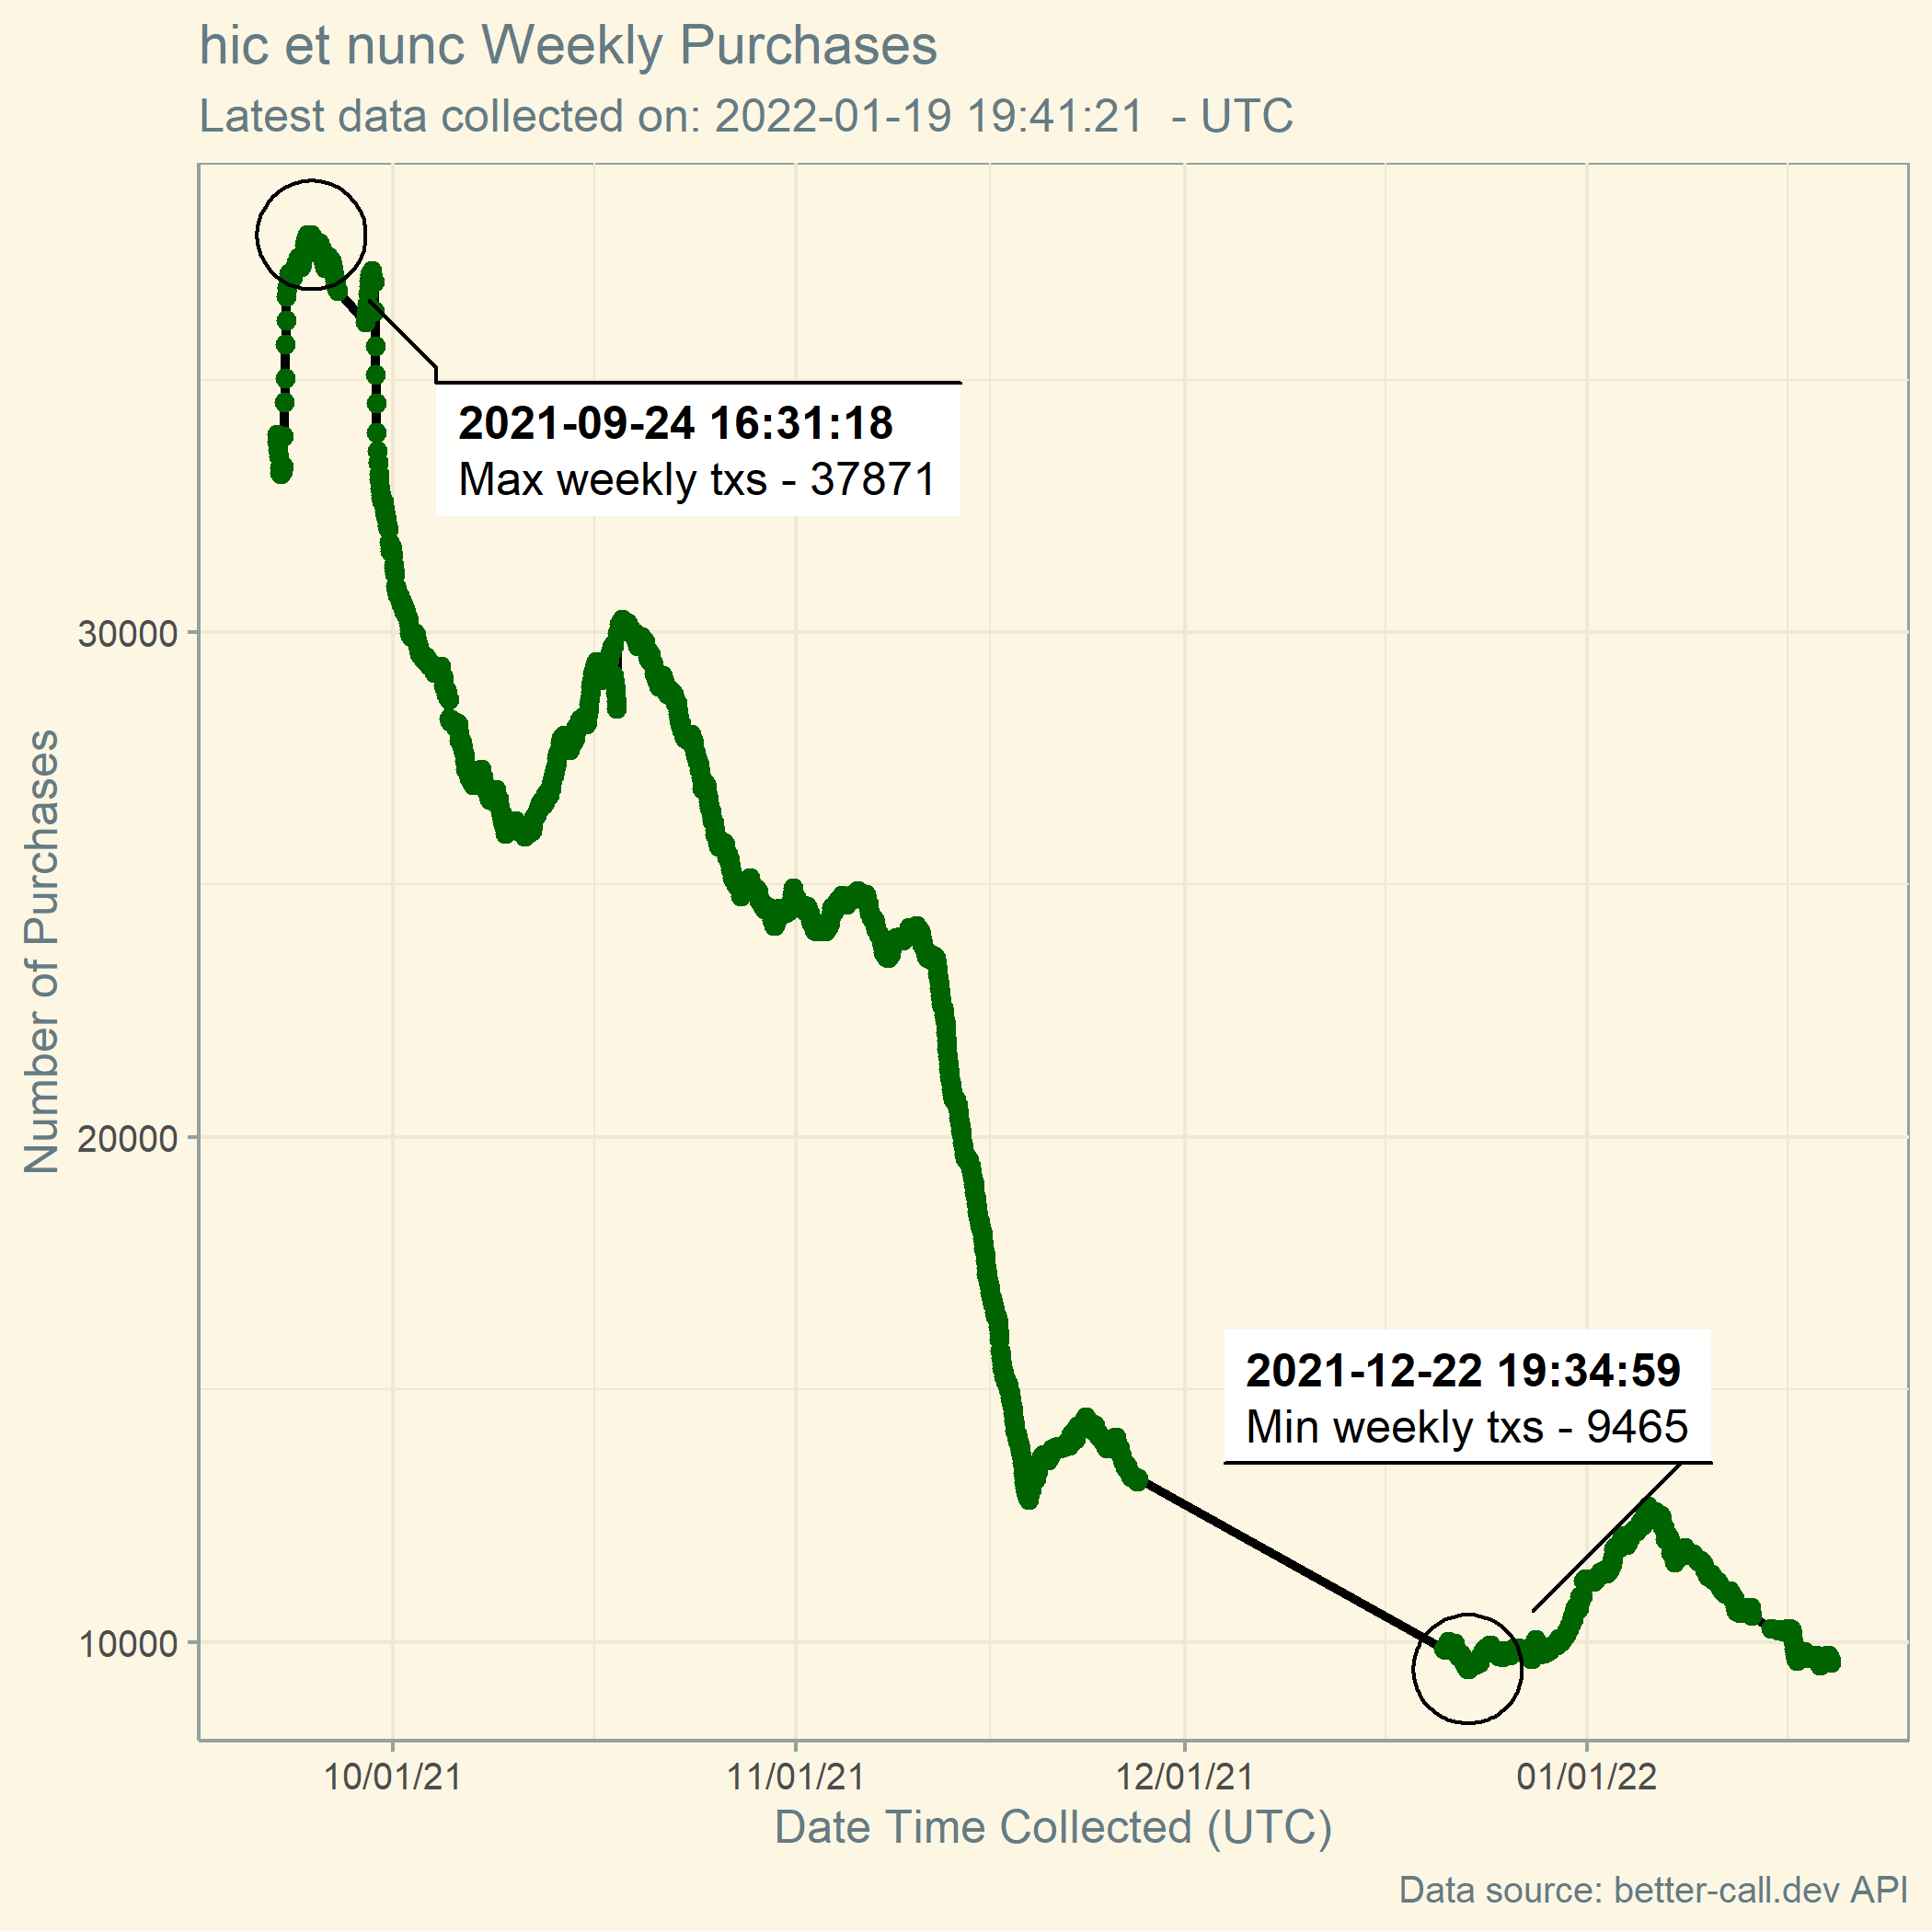 hic et nunc Weekly Purchases
Latest data collected on: 2022-01-19 19:41:21  - UTC
2021-09-24 16:31:18
Max weekly txs - 37871
30000
20000
10000
Number of Purchases
2021-12-22 19:34:59
Min weekly txs - 9465
10/01/21
11/01/21
12/01/21
01/01/22
Date Time Collected (UTC)
Data source: better-call.dev API